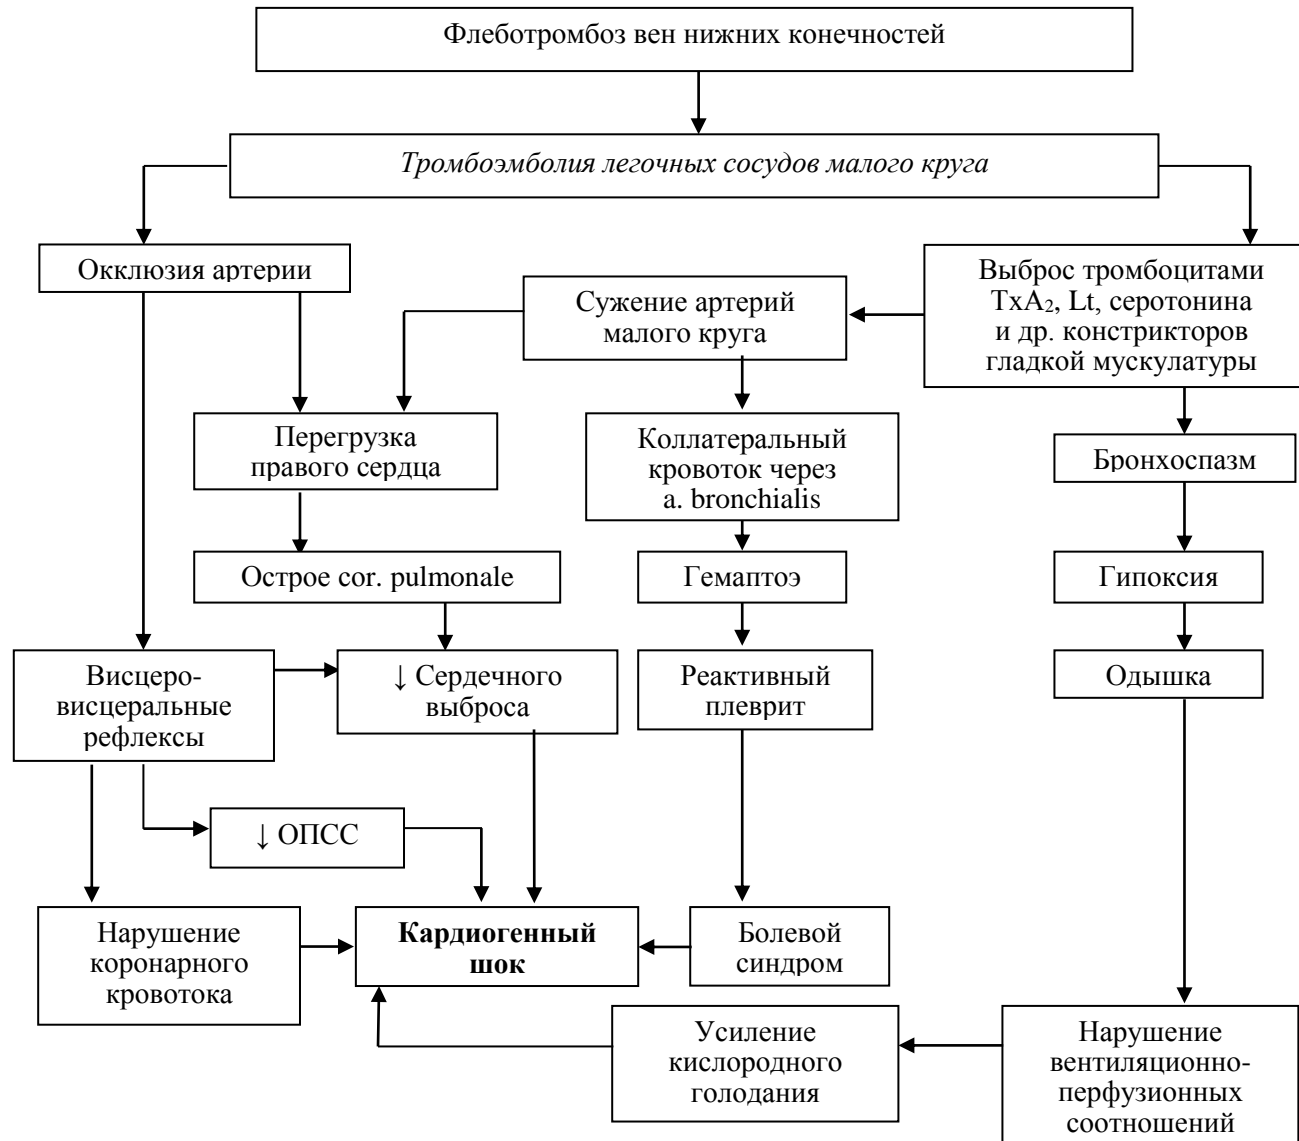 Флеботромбоз вен нижних конечностей
Тромбоэмболия легочных сосудов малого круга
Окклюзия артерии
Сужение артерий
малого круга
Выброс тромбоцитами
TxA₂, Lt, серотонина
и др. констрикторов
гладкой мускулатуры
Перегрузка
правого сердца
Коллатеральный
кровоток через
a. bronchialis
Бронхоспазм
Острое cor. pulmonale
Гемаптоэ
Гипоксия
Висцеро-
висцеральные
рефлексы
↓ Сердечного
выброса
Реактивный
плеврит
Одышка
↓ ОПСС
Нарушение
коронарного
кровотока
Кардиогенный
шок
Болевой
синдром
Усиление
кислородного
голодания
Нарушение
вентиляционно-
перфузионных
соотношений